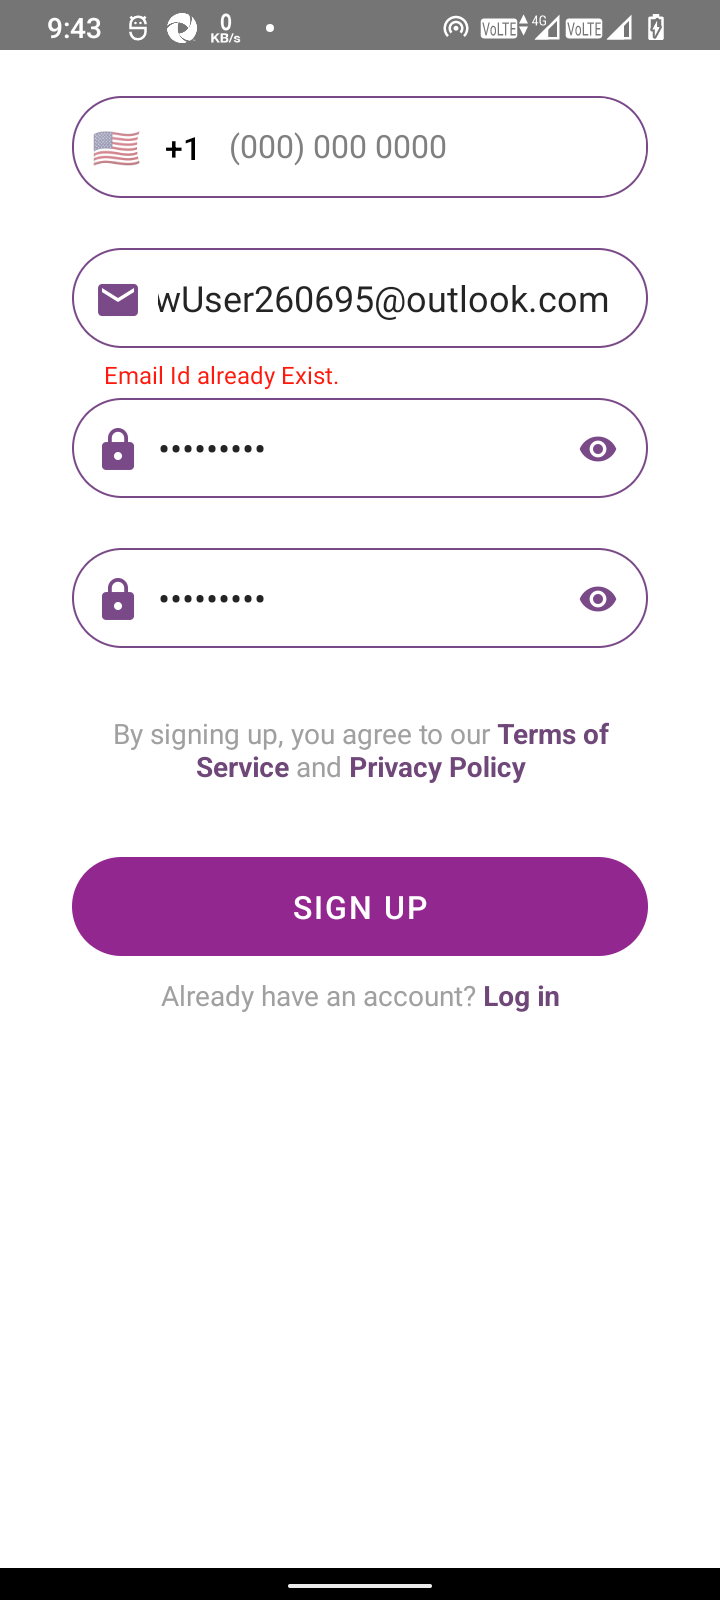 9:43 0 KB/s VoLTE 4G VoLTE
+1 (000) 000 0000
wUser260695@outlook.com
Email Id already Exist.
•••••••••
•••••••••
By signing up, you agree to our Terms of
Service and Privacy Policy
SIGN UP
Already have an account? Log in